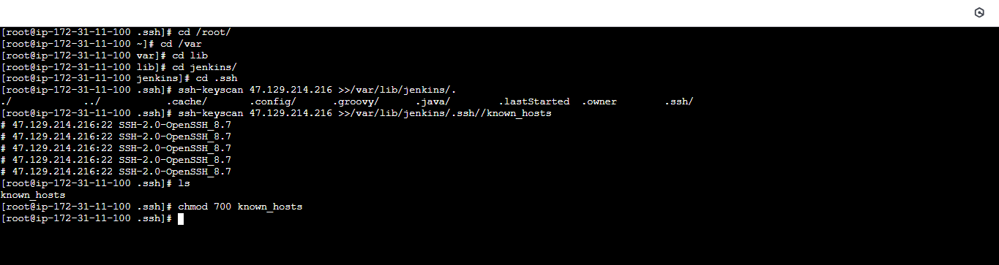 [root@ip-172-31-11-100 .ssh]# cd /root/
[root@ip-172-31-11-100 ~]# cd /var
[root@ip-172-31-11-100 var]# cd lib
[root@ip-172-31-11-100 lib]# cd jenkins/
[root@ip-172-31-11-100 jenkins]# cd .ssh
[root@ip-172-31-11-100 .ssh]# ssh-keyscan 47.129.214.216 >>/var/lib/jenkins/.
./ ../ .cache/ .config/ .groovy/ .java/ .lastStarted .owner .ssh/
[root@ip-172-31-11-100 .ssh]# ssh-keyscan 47.129.214.216 >>/var/lib/jenkins/.ssh//known_hosts
# 47.129.214.216:22 SSH-2.0-OpenSSH_8.7
# 47.129.214.216:22 SSH-2.0-OpenSSH_8.7
# 47.129.214.216:22 SSH-2.0-OpenSSH_8.7
# 47.129.214.216:22 SSH-2.0-OpenSSH_8.7
# 47.129.214.216:22 SSH-2.0-OpenSSH_8.7
[root@ip-172-31-11-100 .ssh]# ls
known_hosts
[root@ip-172-31-11-100 .ssh]# chmod 700 known_hosts
[root@ip-172-31-11-100 .ssh]#